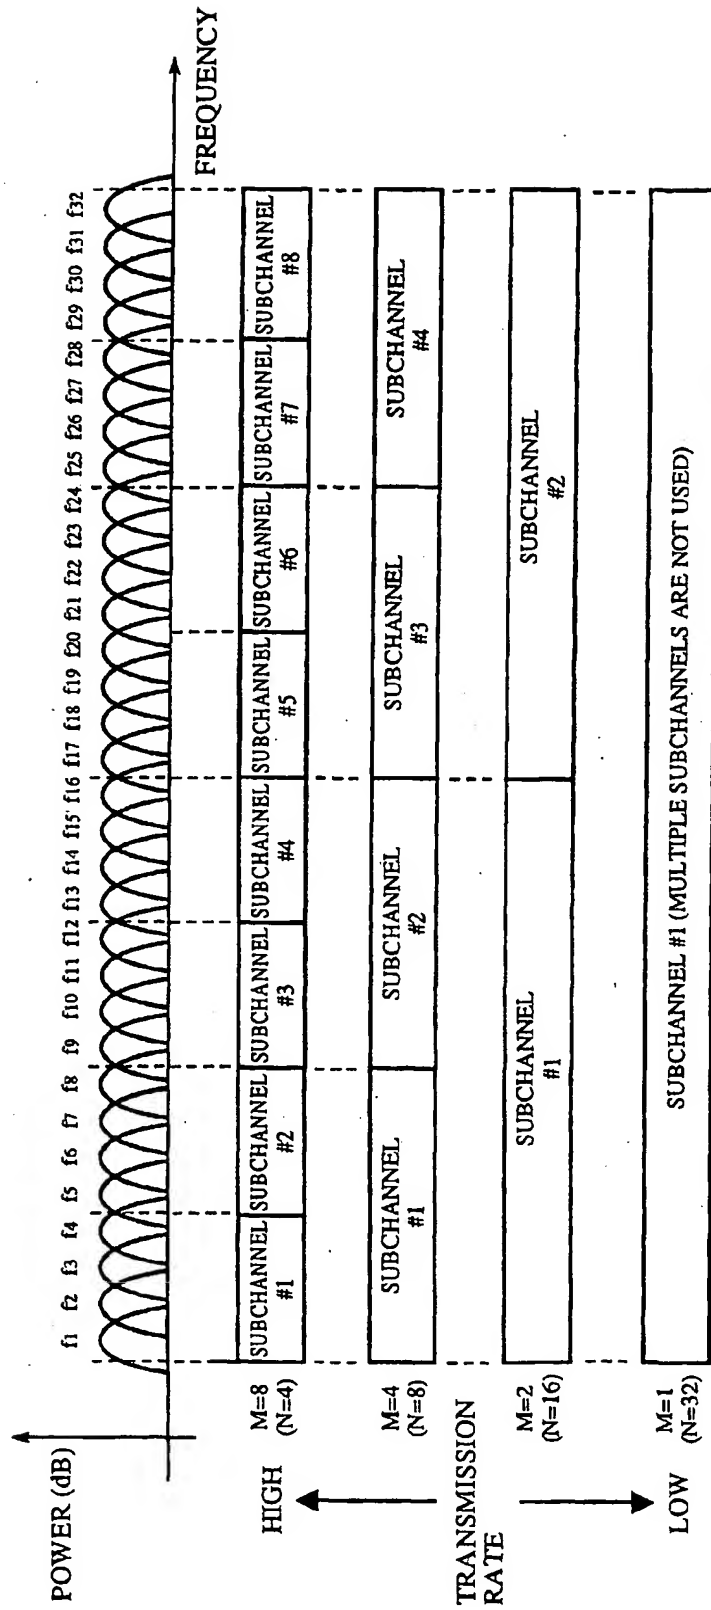 POWER (dB)
f1 f2 f3 f4 f5 f6 f7 f8 f9 f10 f11 f12 f13 f14 f15 f16 f17 f18 f19 f20 f21 f22 f23 f24 f25 f26 f27 f28 f29 f30 f31 f32
FREQUENCY
HIGH
TRANSMISSION
RATE
LOW
M=8
(N=4)
SUBCHANNEL
#1
SUBCHANNEL
#2
SUBCHANNEL
#3
SUBCHANNEL
#4
SUBCHANNEL
#5
SUBCHANNEL
#6
SUBCHANNEL
#7
SUBCHANNEL
#8
M=4
(N=8)
SUBCHANNEL
#1
SUBCHANNEL
#2
SUBCHANNEL
#3
SUBCHANNEL
#4
M=2
(N=16)
SUBCHANNEL
#1
SUBCHANNEL
#2
M=1
(N=32)
SUBCHANNEL #1 (MULTIPLE SUBCHANNELS ARE NOT USED)